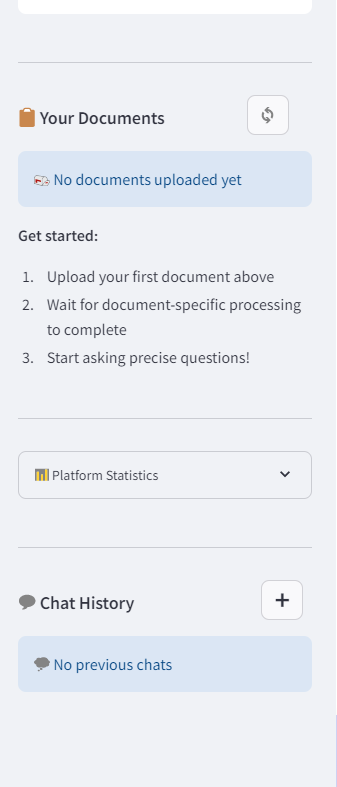 Your Documents
No documents uploaded yet
Get started:
1. Upload your first document above
2. Wait for document-specific processing
to complete
3. Start asking precise questions!
Platform Statistics
Chat History
No previous chats